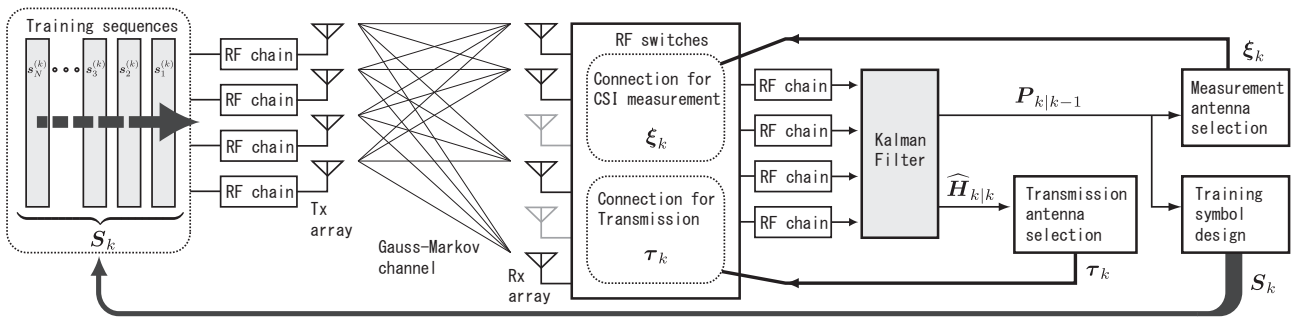 Training sequences
s_N^(k) s_3^(k) s_2^(k) s_1^(k)
S_k
RF chain
RF chain
RF chain
RF chain
Tx
array
Gauss-Markov
channel
Rx
array
RF switches
Connection for
CSI measurement
ξ_k
Connection for
Transmission
τ_k
RF chain
RF chain
RF chain
RF chain
Kalman
Filter
P_{k|k−1}
Ĥ_{k|k}
Transmission
antenna
selection
τ_k
ξ_k
Measurement
antenna
selection
Training
symbol
design
S_k